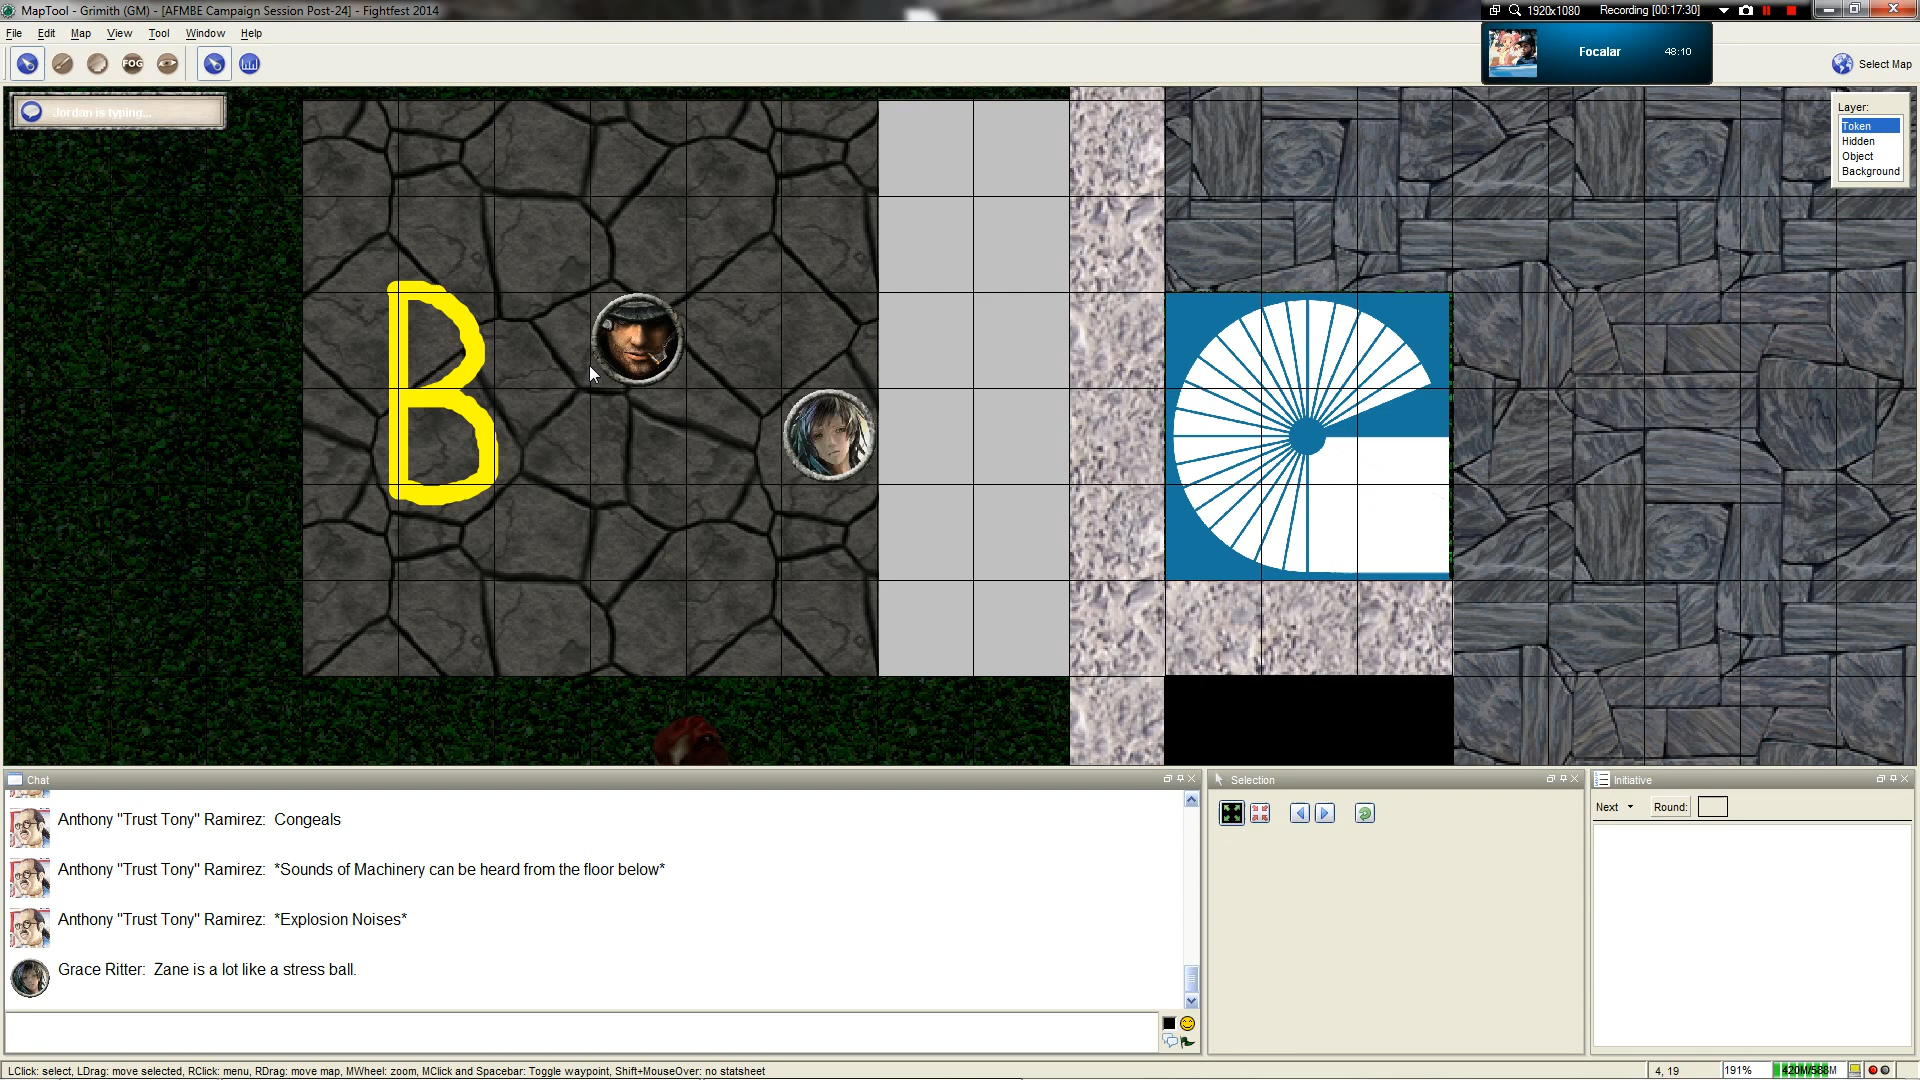 MapTool - Grimith (GM) - [AFMBE Campaign Session Post-24] - Fightfest 2014
1920x1080 Recording [00:17:30]
File Edit Map View Tool Window Help
Focalar 48:10
FOG
Select Map
Jordan is typing...
Layer:
Token
Hidden
Object
Background
B
Chat
Selection
Initiative
Next Round:
Anthony "Trust Tony" Ramirez: Congeals
Anthony "Trust Tony" Ramirez: *Sounds of Machinery can be heard from the floor below*
Anthony "Trust Tony" Ramirez: *Explosion Noises*
Grace Ritter: Zane is a lot like a stress ball.
LClick: select, LDrag: move selected, RClick: menu, RDrag: move map, MWheel: zoom, MClick and Spacebar: Toggle waypoint, Shift+MouseOver: no statsheet
4, 19 191% 420M/588M